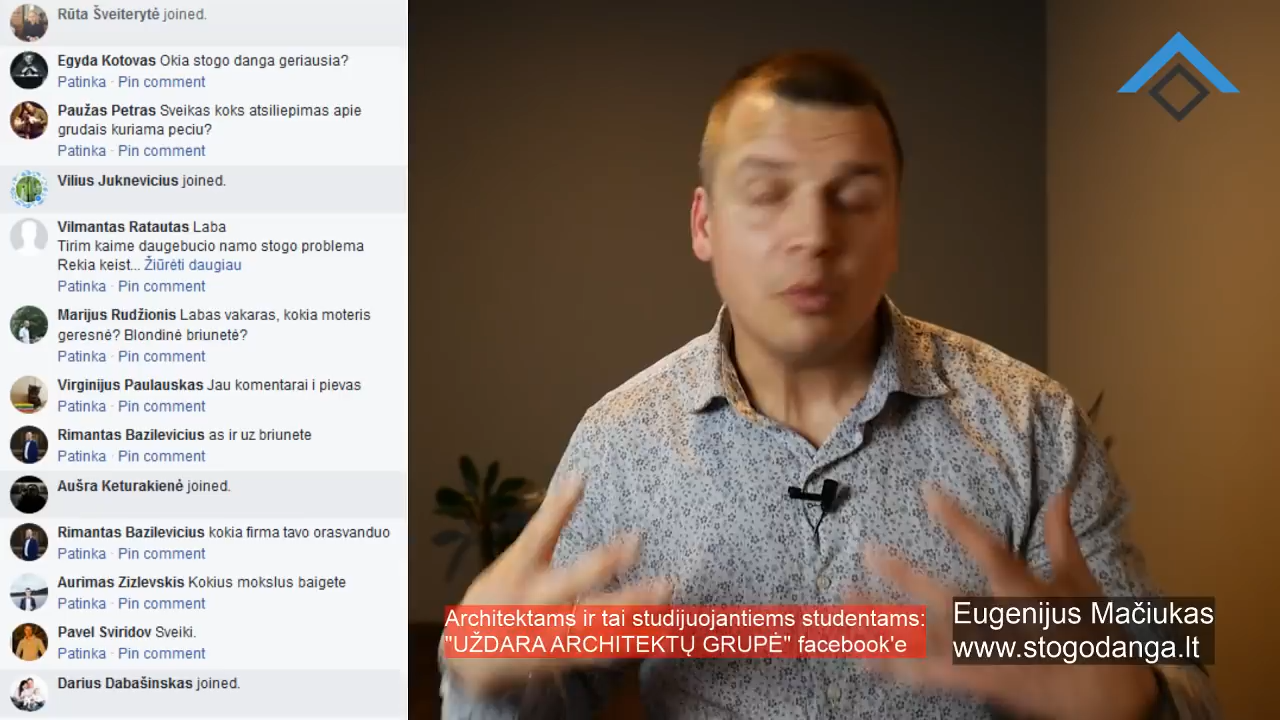 Rūta Šveiterytė joined.
Egyda Kotovas Okia stogo danga geriausia?
Patinka · Pin comment
Paužas Petras Sveikas koks atsiliepimas apie
grudais kuriama peciu?
Patinka · Pin comment
Vilius Juknevicius joined.
Vilmantas Ratautas Laba
Tirim kaime daugebucio namo stogo problema
Rekia keist... Žiūrėti daugiau
Patinka · Pin comment
Marijus Rudžionis Labas vakaras, kokia moteris
geresnė? Blondinė briunetė?
Patinka · Pin comment
Virginijus Paulauskas Jau komentarai i pievas
Patinka · Pin comment
Rimantas Bazilevicius as ir uz briunete
Patinka · Pin comment
Aušra Keturakienė joined.
Rimantas Bazilevicius kokia firma tavo orasvanduo
Patinka · Pin comment
Aurimas Zizlevskis Kokius mokslus baigete
Patinka · Pin comment
Pavel Sviridov Sveiki.
Patinka · Pin comment
Darius Dabašinskas joined.
Architektams ir tai studijuojantiems studentams:
"UŽDARA ARCHITEKTŲ GRUPĖ" facebook'e
Eugenijus Mačiukas
www.stogodanga.lt